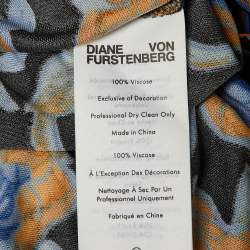 DIANE VON
FURSTENBERG
100% Viscose
Exclusive of Decoration
Professional Dry Clean Only
Made in China
100% Viscose
À L'Exception Des Décorations
Nettoyage À Sec Par Un
Professionnel Uniquement
Fabriqué en Chine